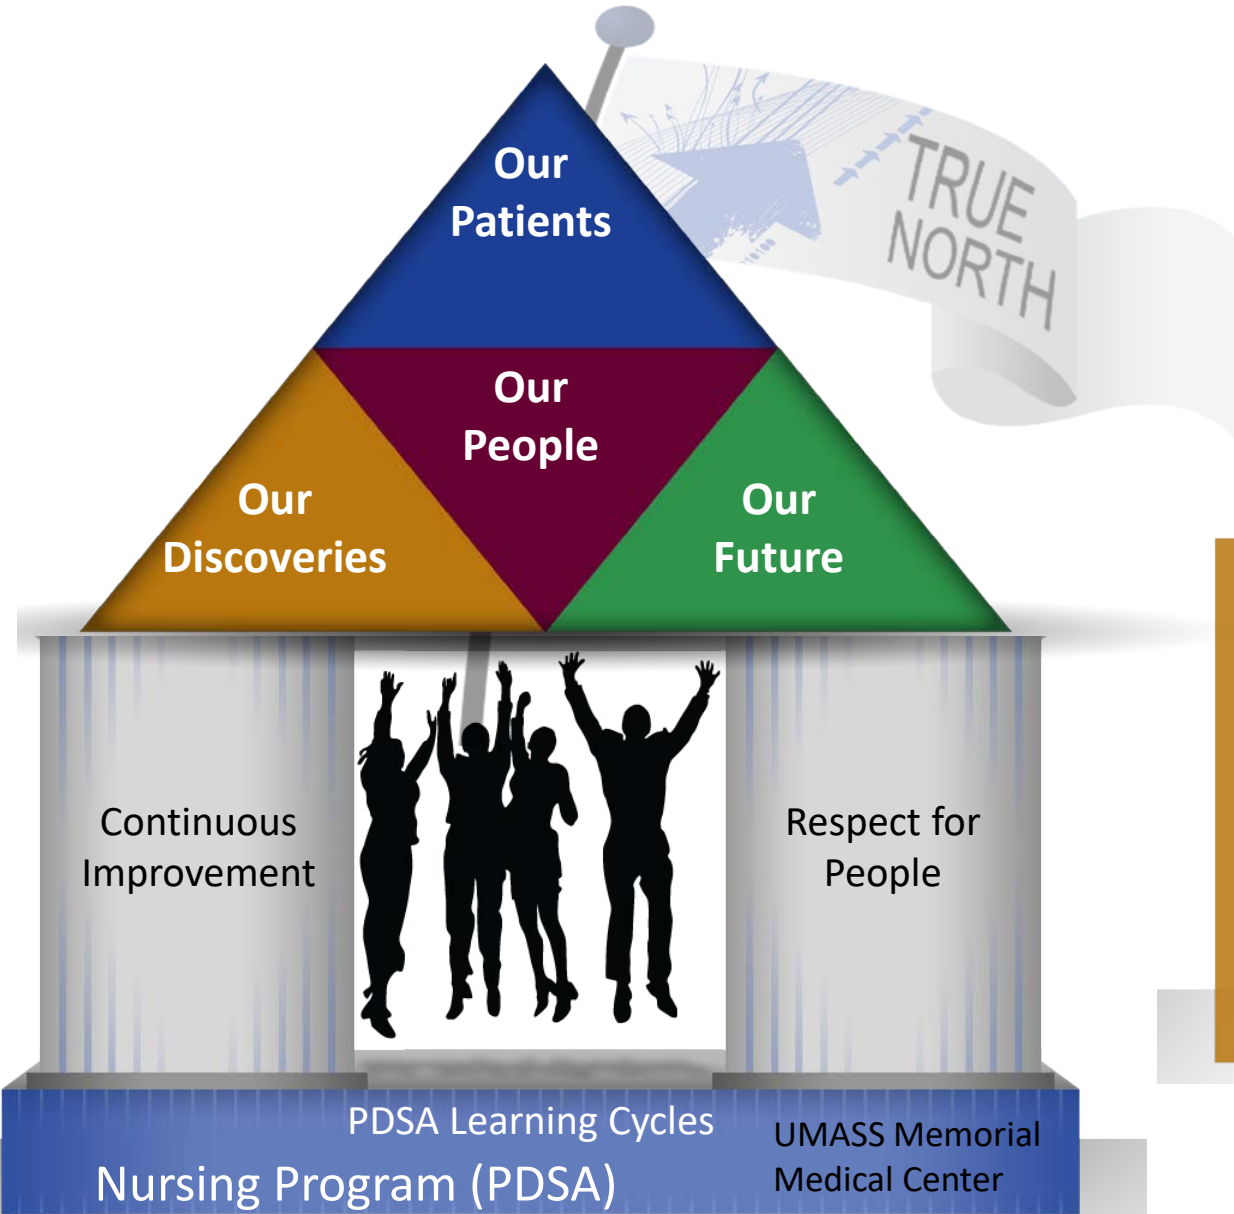 Our
Patients
TRUE
NORTH
Our
People
Our
Discoveries
Our
Future
Continuous
Improvement
Respect for
People
PDSA Learning Cycles
Nursing Program (PDSA)
UMASS Memorial
Medical Center